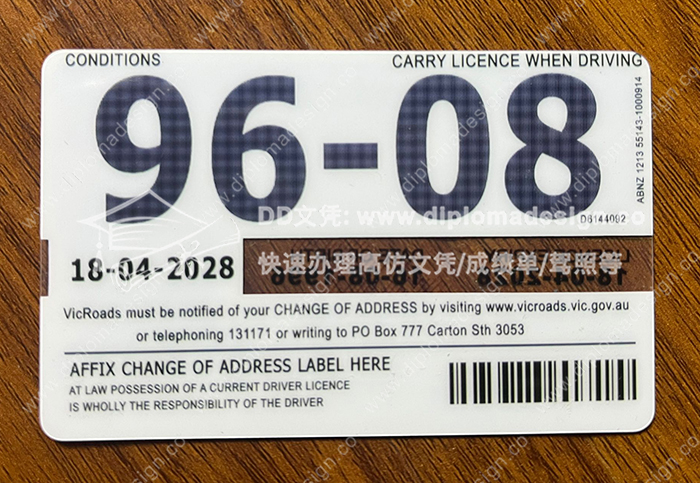 CONDITIONS
CARRY LICENCE WHEN DRIVING
96-08
ABNZ 1213 55143-1000914
DD文凭: www.diplomadesign.co
D6144092
18-04-2028
快速办理高仿文凭/成绩单/驾照等
VicRoads must be notified of your CHANGE OF ADDRESS by visiting www.vicroads.vic.gov.au
or telephoning 131171 or writing to PO Box 777 Carton Sth 3053
AFFIX CHANGE OF ADDRESS LABEL HERE
AT LAW POSSESSION OF A CURRENT DRIVER LICENCE
IS WHOLLY THE RESPONSIBILITY OF THE DRIVER